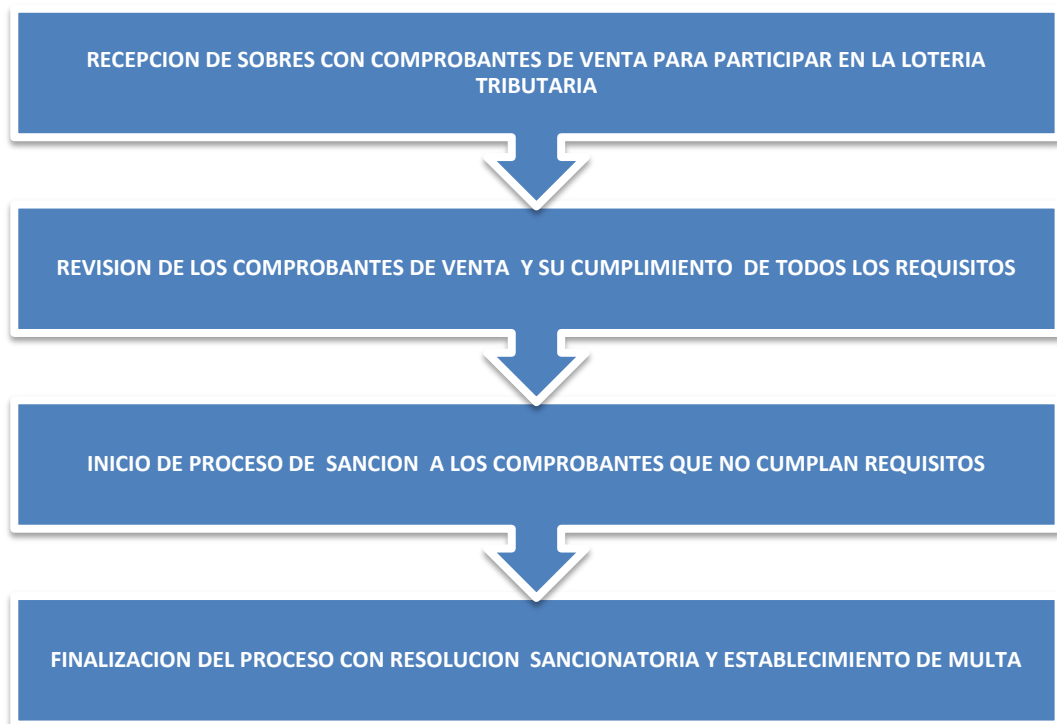 RECEPCION DE SOBRES CON COMPROBANTES DE VENTA PARA PARTICIPAR EN LA LOTERIA
TRIBUTARIA
REVISION DE LOS COMPROBANTES DE VENTA Y SU CUMPLIMIENTO DE TODOS LOS REQUISITOS
INICIO DE PROCESO DE SANCION A LOS COMPROBANTES QUE NO CUMPLAN REQUISITOS
FINALIZACION DEL PROCESO CON RESOLUCION SANCIONATORIA Y ESTABLECIMIENTO DE MULTA